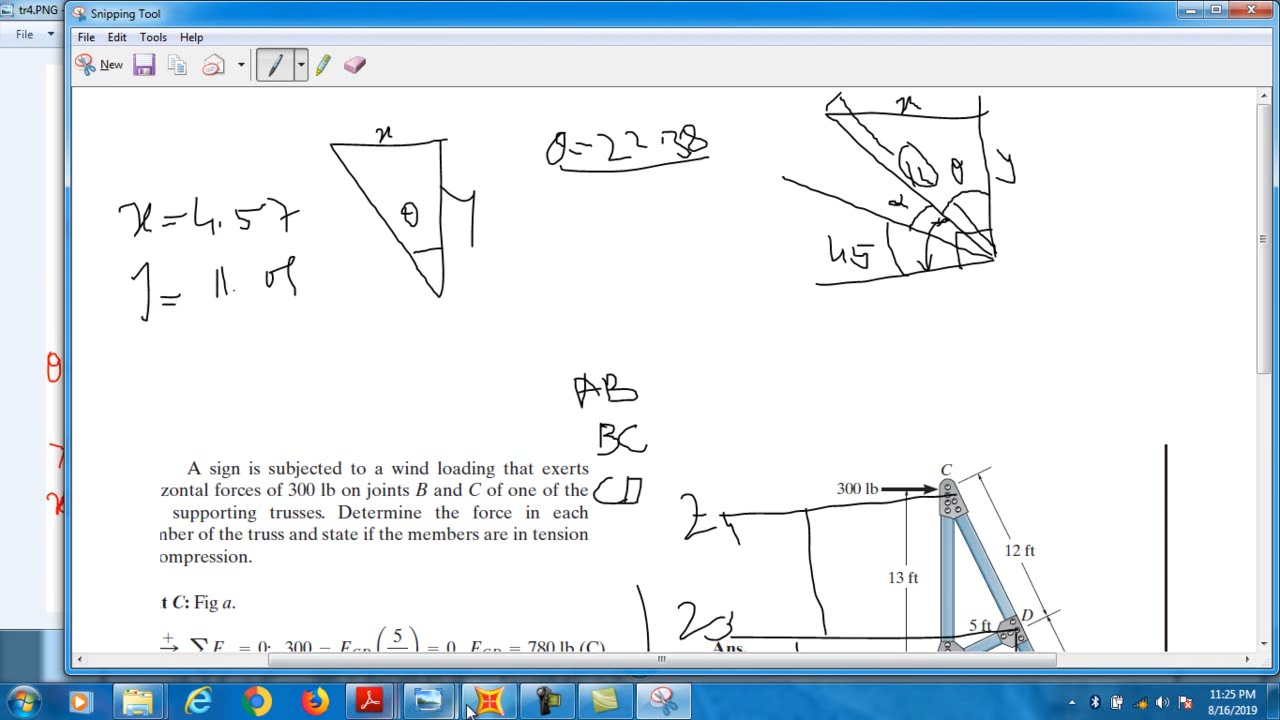 tr4.PNG
Snipping Tool
File
File Edit Tools Help
New
x
θ = 22.38
x
θ
y
x = 4.57
θ
y
α
45
y = 11.09
AB
BC
CD
A sign is subjected to a wind loading that exerts
zontal forces of 300 lb on joints B and C of one of the
supporting trusses. Determine the force in each
nber of the truss and state if the members are in tension
ompression.
t C: Fig a.
C
300 lb
12 ft
13 ft
D
5 ft
Ans.
11:25 PM
8/16/2019